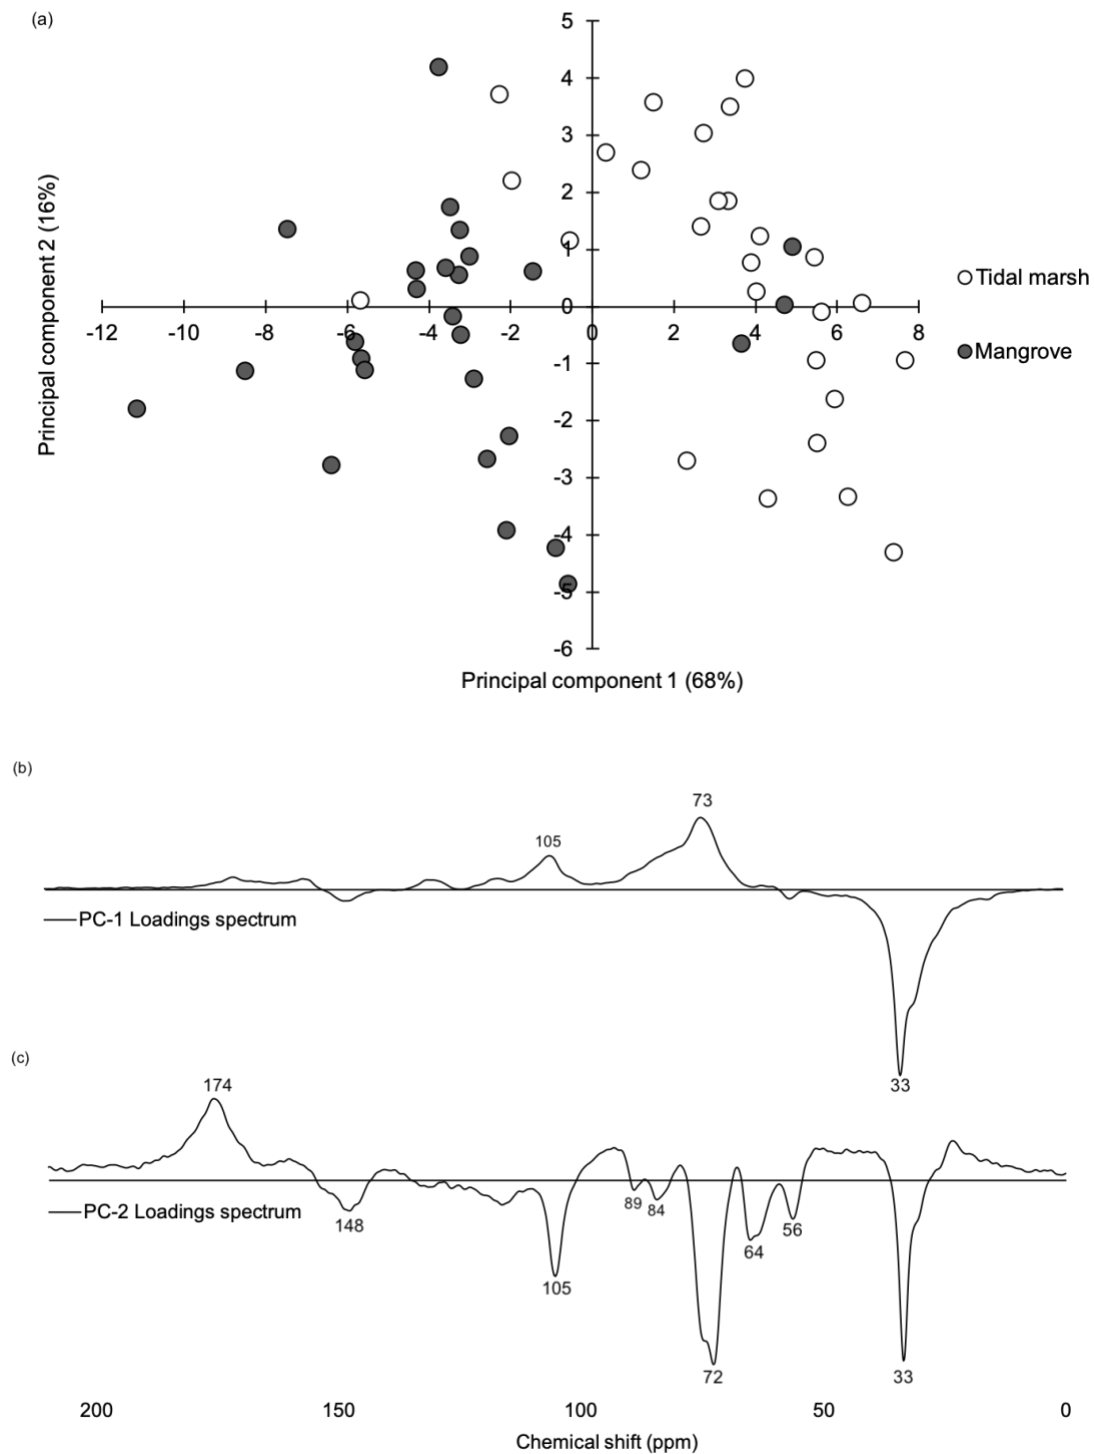 (a)
5
4
3
2
1
0
-12 -10 -8 -6 -4 -2 0 2 4 6 8
-1
-2
-3
-4
-5
-6
Principal component 2 (16%)
Principal component 1 (68%)
Tidal marsh
Mangrove
(b)
73
105
PC-1 Loadings spectrum
33
(c)
174
PC-2 Loadings spectrum
148
105
89
84
72
64
56
33
200 150 100 50 0
Chemical shift (ppm)